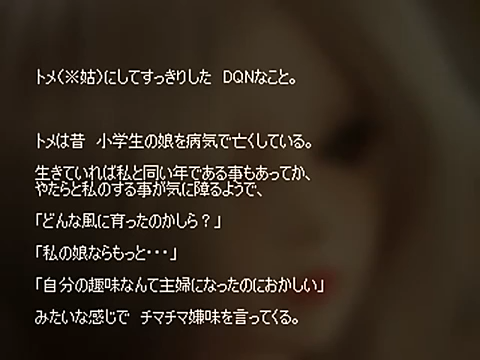 トメ（※姑）にしてすっきりした　DQNなこと。
トメは昔　小学生の娘を病気で亡くしている。
生きていれば私と同い年である事もあってか、
やたらと私のする事が気に障るようで、
「どんな風に育ったのかしら？」
「私の娘ならもっと・・・」
「自分の趣味なんて主婦になったのにおかしい」
みたいな感じで　チマチマ嫌味を言ってくる。